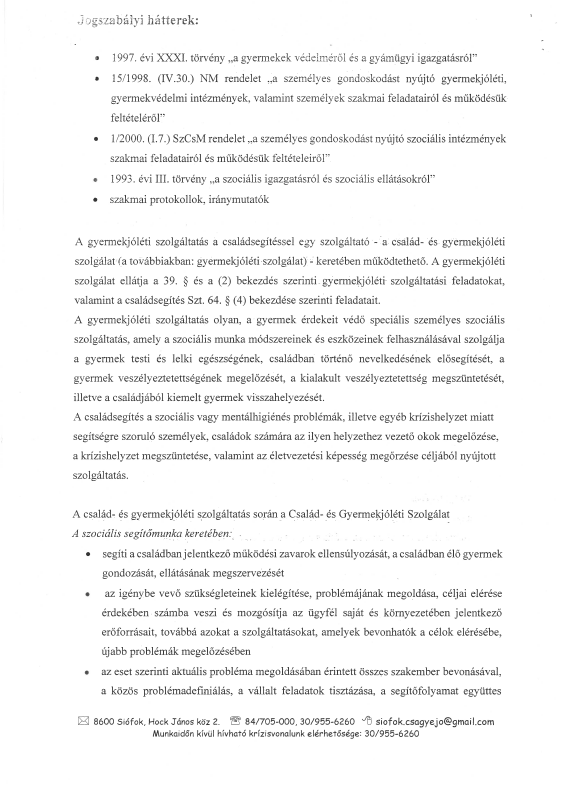 Jogszabályi hátterek:
• 1997. évi XXXI. törvény „a gyermekek védelméről és a gyámügyi igazgatásról”
• 15/1998. (IV.30.) NM rendelet „a személyes gondoskodást nyújtó gyermekjóléti,
gyermekvédelmi intézmények, valamint személyek szakmai feladatairól és működésük
feltételéről”
• 1/2000. (I.7.) SzCsM rendelet „a személyes gondoskodást nyújtó szociális intézmények
szakmai feladatairól és működésük feltételeiről”
• 1993. évi III. törvény „a szociális igazgatásról és szociális ellátásokról”
• szakmai protokollok, iránymutatók
A gyermekjóléti szolgáltatás a családsegítéssel egy szolgáltató - a család- és gyermekjóléti
szolgálat (a továbbiakban: gyermekjóléti szolgálat) - keretében működtethető. A gyermekjóléti
szolgálat ellátja a 39. § és a (2) bekezdés szerinti gyermekjóléti szolgáltatási feladatokat,
valamint a családsegítés Szt. 64. § (4) bekezdése szerinti feladatait.
A gyermekjóléti szolgáltatás olyan, a gyermek érdekeit védő speciális személyes szociális
szolgáltatás, amely a szociális munka módszereinek és eszközeinek felhasználásával szolgálja
a gyermek testi és lelki egészségének, családban történő nevelkedésének elősegítését, a
gyermek veszélyeztetettségének megelőzését, a kialakult veszélyeztetettség megszüntetését,
illetve a családjából kiemelt gyermek visszahelyezését.
A családsegítés a szociális vagy mentálhigiénés problémák, illetve egyéb krízishelyzet miatt
segítségre szoruló személyek, családok számára az ilyen helyzethez vezető okok megelőzése,
a krízishelyzet megszüntetése, valamint az életvezetési képesség megőrzése céljából nyújtott
szolgáltatás.
A család- és gyermekjóléti szolgáltatás során a Család- és Gyermekjóléti Szolgálat
A szociális segítőmunka keretében:
• segíti a családban jelentkező működési zavarok ellensúlyozását, a családban élő gyermek
gondozását, ellátásának megszervezését
• az igénybe vevő szükségleteinek kielégítése, problémájának megoldása, céljai elérése
érdekében számba veszi és mozgósítja az ügyfél saját és környezetében jelentkező
erőforrásait, továbbá azokat a szolgáltatásokat, amelyek bevonhatók a célok elérésébe,
újabb problémák megelőzésében
• az eset szerinti aktuális probléma megoldásában érintett összes szakember bevonásával,
a közös problémadefiniálás, a vállalt feladatok tisztázása, a segítőfolyamat együttes
8600 Siófok, Hock János köz 2. 84/705-000, 30/955-6260 siofok.csagyejo@gmail.com
Munkaidőn kívül hívható krízisvonalunk elérhetősége: 30/955-6260